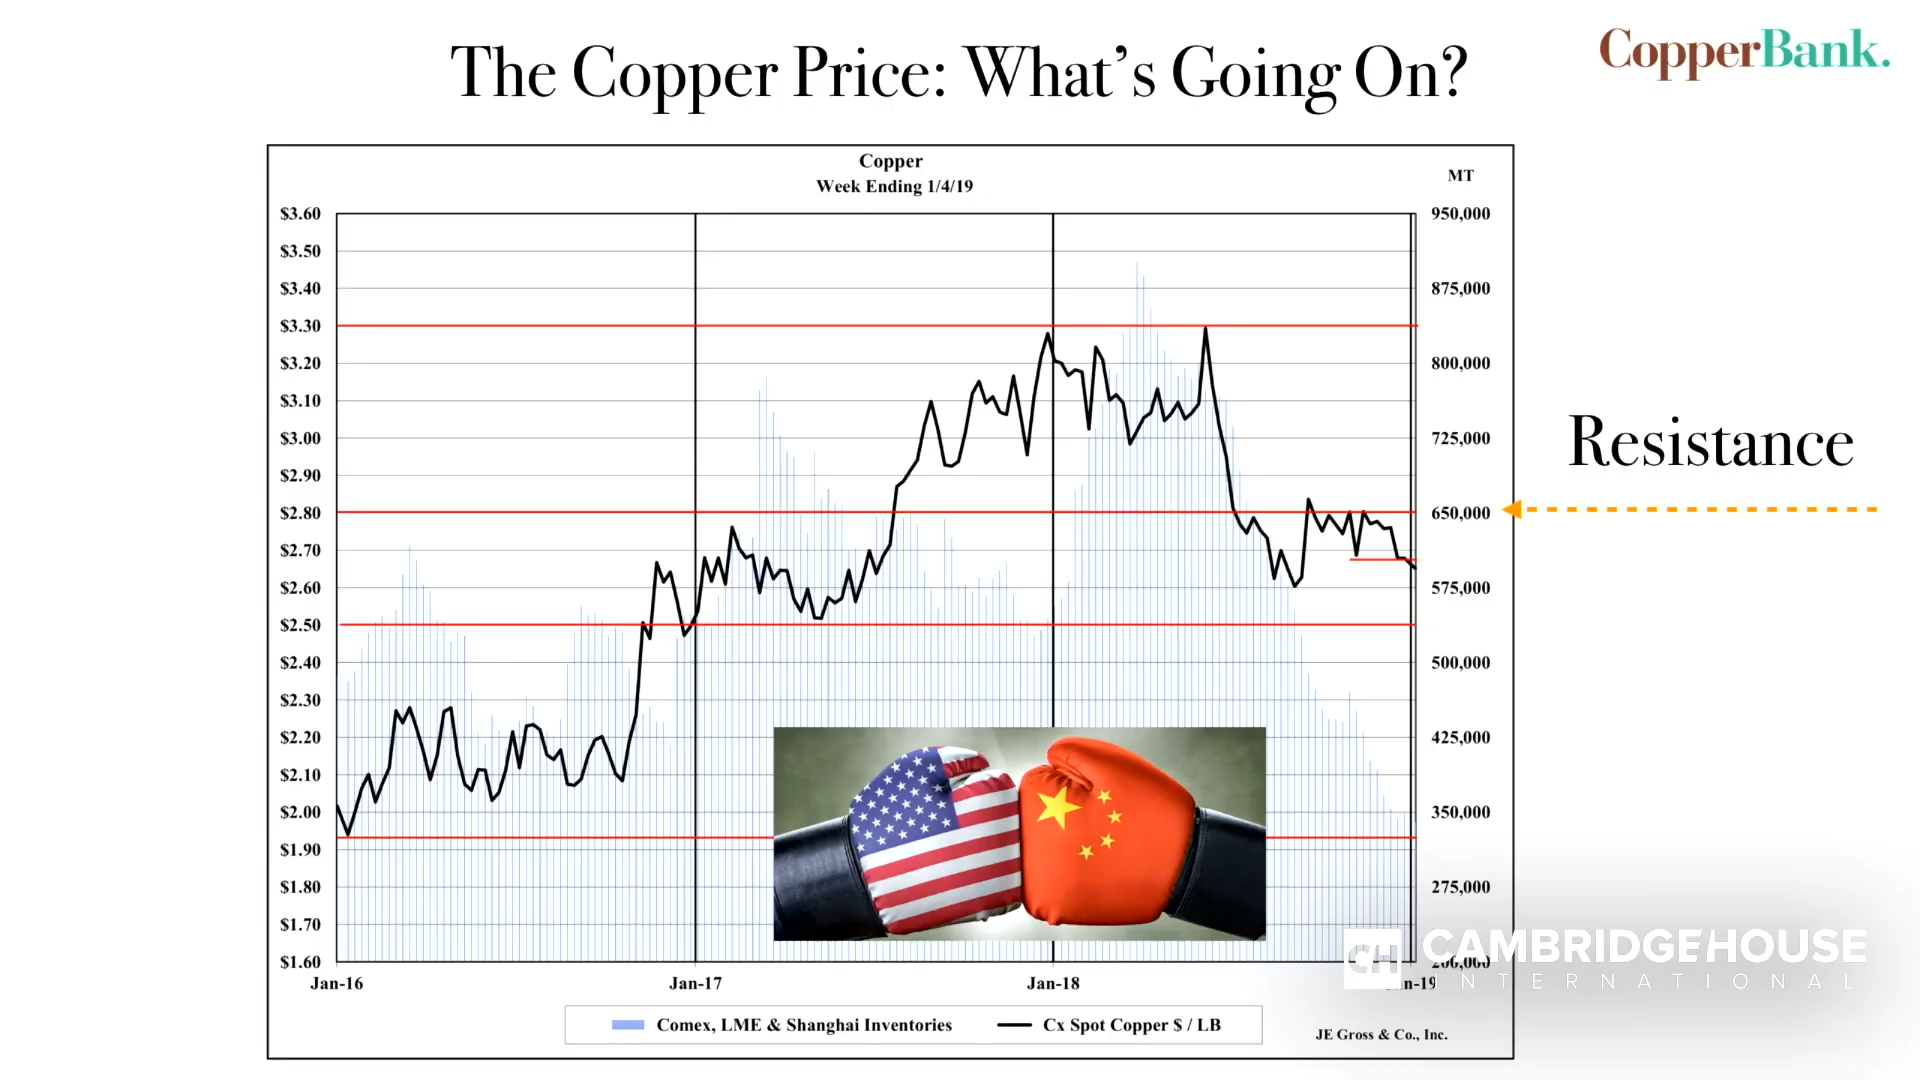 The Copper Price: What's Going On?
CopperBank.
Copper
Week Ending 1/4/19
MT
$3.60
$3.50
$3.40
$3.30
$3.20
$3.10
$3.00
$2.90
$2.80
$2.70
$2.60
$2.50
$2.40
$2.30
$2.20
$2.10
$2.00
$1.90
$1.80
$1.70
$1.60
950,000
875,000
800,000
725,000
650,000
575,000
500,000
425,000
350,000
275,000
200,000
Resistance
Jan-16
Jan-17
Jan-18
Jan-19
Comex, LME & Shanghai Inventories
Cx Spot Copper $ / LB
JE Gross & Co., Inc.
CAMBRIDGEHOUSE
INTERNATIONAL